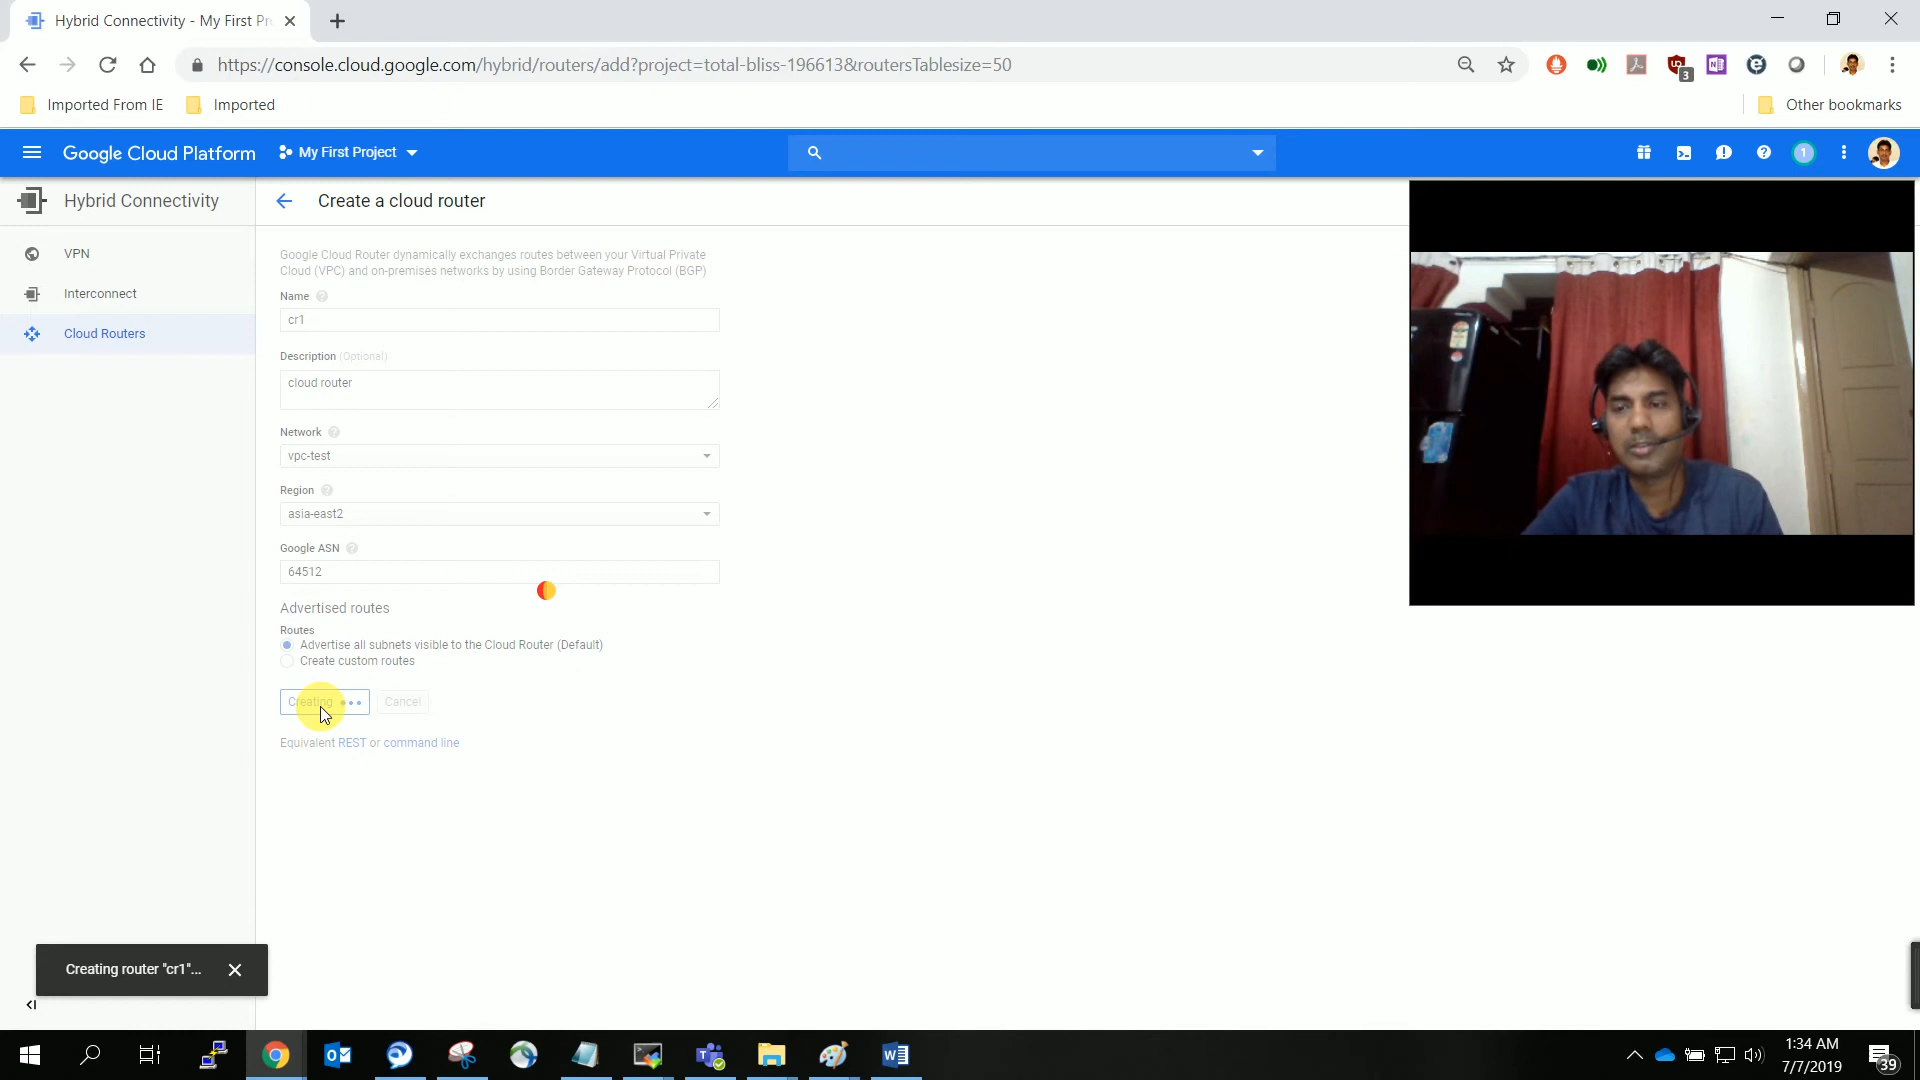 Hybrid Connectivity - My First Pr
https://console.cloud.google.com/hybrid/routers/add?project=total-bliss-196613&routersTablesize=50
3
Imported From IE
Imported
Other bookmarks
Google Cloud Platform
My First Project
1
Hybrid Connectivity
Create a cloud router
VPN
Interconnect
Cloud Routers
Google Cloud Router dynamically exchanges routes between your Virtual Private
Cloud (VPC) and on-premises networks by using Border Gateway Protocol (BGP)
Name
cr1
Description (Optional)
cloud router
Network
vpc-test
Region
asia-east2
Google ASN
64512
Advertised routes
Routes
Advertise all subnets visible to the Cloud Router (Default)
Create custom routes
Creating
Cancel
Equivalent REST or command line
Creating router "cr1"...
1:34 AM
7/7/2019
39